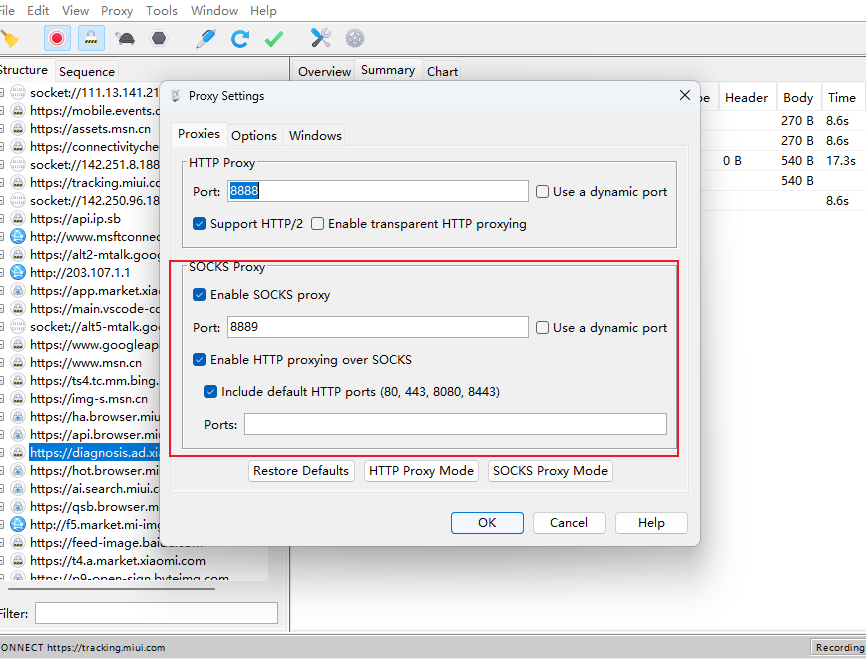 File Edit View Proxy Tools Window Help
Structure Sequence
Overview Summary Chart
socket://111.13.141.21
https://mobile.events.
https://assets.msn.cn
https://connectivityche
socket://142.251.8.188
https://tracking.miui.co
socket://142.250.96.18
https://api.ip.sb
http://www.msftconnec
https://alt2-mtalk.goog
http://203.107.1.1
https://app.market.xiao
https://main.vscode-cd
socket://alt5-mtalk.go
https://www.googleap
https://www.msn.cn
https://ts4.tc.mm.bing.
https://img-s.msn.cn
https://ha.browser.miu
https://api.browser.mi
https://diagnosis.ad.xi
https://hot.browser.mi
https://ai.search.miui.c
https://qsb.browser.m
http://f5.market.mi-img
https://feed-image.baidu.com
https://t4.a.market.xiaomi.com
https://p9-open-sign.byteimg.com
Filter:
CONNECT https://tracking.miui.com
Proxy Settings
Proxies Options Windows
HTTP Proxy
Port: 8888 Use a dynamic port
Support HTTP/2 Enable transparent HTTP proxying
SOCKS Proxy
Enable SOCKS proxy
Port: 8889 Use a dynamic port
Enable HTTP proxying over SOCKS
Include default HTTP ports (80, 443, 8080, 8443)
Ports:
Restore Defaults HTTP Proxy Mode SOCKS Proxy Mode
OK Cancel Help
Header Body Time
270 B 8.6s
270 B 8.6s
0 B 540 B 17.3s
540 B
8.6s
Recording